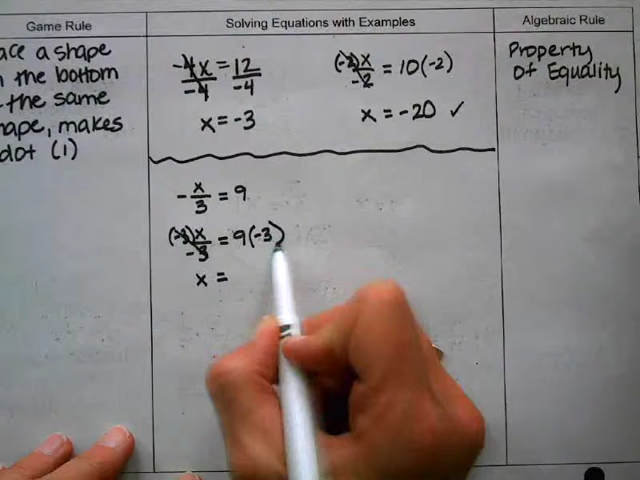 Game Rule
ace a shape
n the bottom
the same
hape, makes
dot (1)
Solving Equations with Examples
-4x/-4 = 12/-4
x = -3
(-2)x/-2 = 10(-2)
x = -20 ✓
-x/3 = 9
(-3)x/-3 = 9(-3)
x =
Algebraic Rule
Property
of Equality